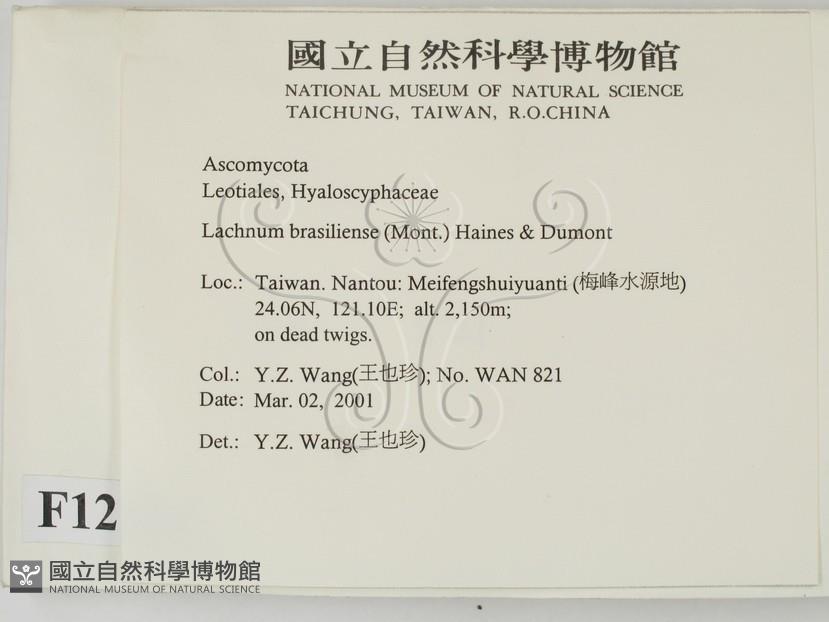 國立自然科學博物館
NATIONAL MUSEUM OF NATURAL SCIENCE
TAICHUNG, TAIWAN, R.O.CHINA
Ascomycota
Leotiales, Hyaloscyphaceae
Lachnum brasiliense (Mont.) Haines & Dumont
Loc.: Taiwan. Nantou: Meifengshuiyuanti (梅峰水源地)
24.06N, 121.10E; alt. 2,150m;
on dead twigs.
Col.: Y.Z. Wang(王也珍); No. WAN 821
Date: Mar. 02, 2001
Det.: Y.Z. Wang(王也珍)
F12
國立自然科學博物館
NATIONAL MUSEUM OF NATURAL SCIENCE